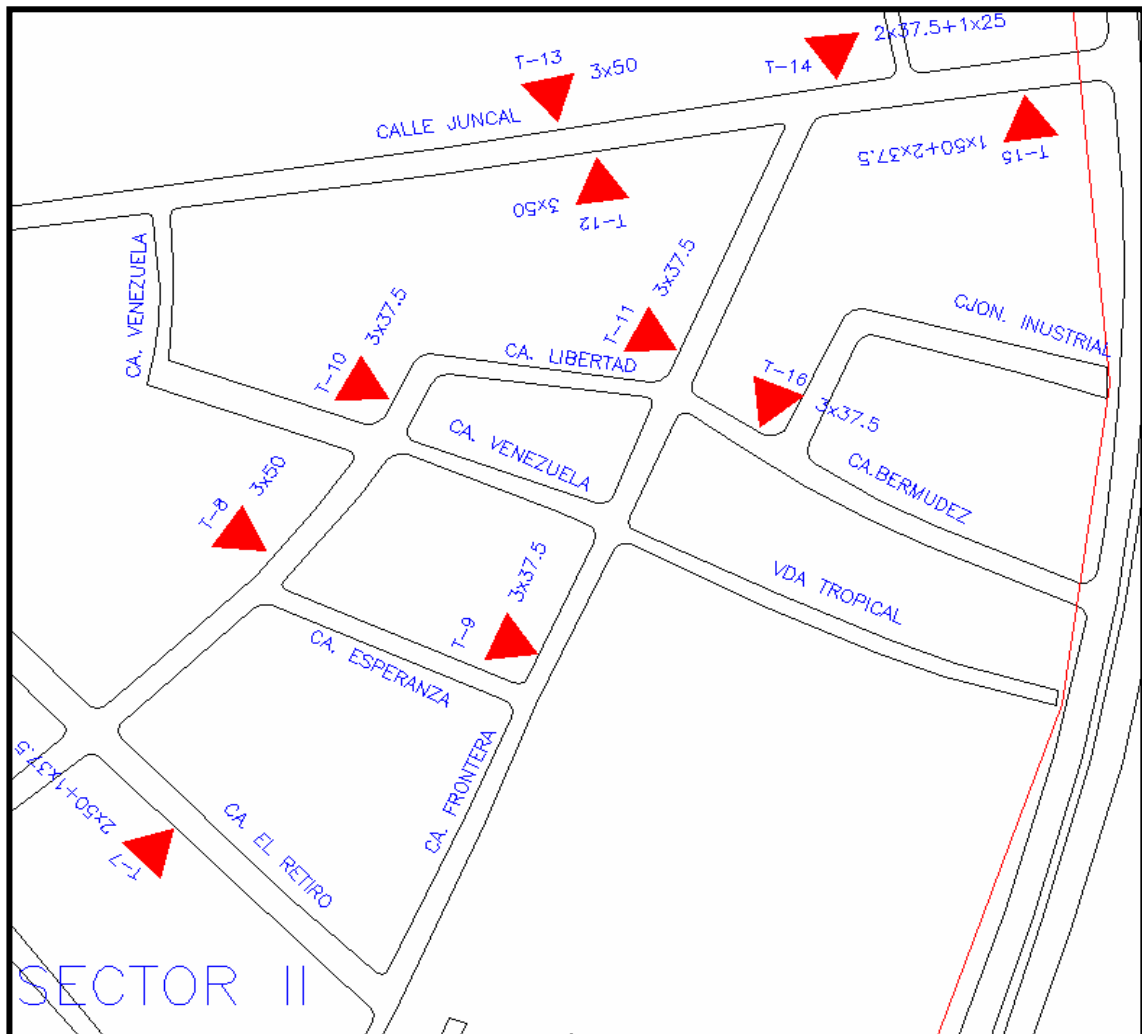 T-13
3x50
2x37.5+1x25
T-14
CALLE JUNCAL
1x50+2x37.5
T-15
3x50
T-12
CA. VENEZUELA
3x37.5
T-11
3x37.5
T-10
CA. LIBERTAD
CJON. INUSTRIAL
T-16
3x37.5
CA. VENEZUELA
CA.BERMUDEZ
T-8
3x50
3x37.5
T-9
VDA TROPICAL
CA. ESPERANZA
CA. FRONTERA
2x50+1x37.5
T-7
CA. EL RETIRO
SECTOR II